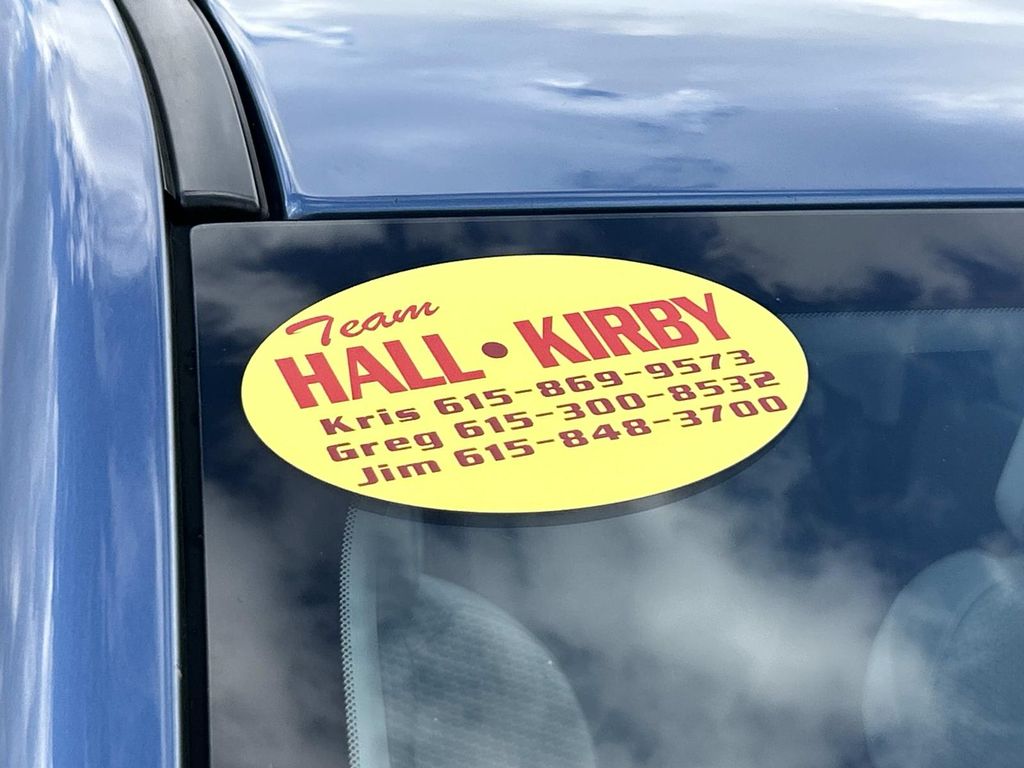 Team
HALL • KIRBY
Kris 615-869-9573
Greg 615-300-8532
Jim 615-848-3700